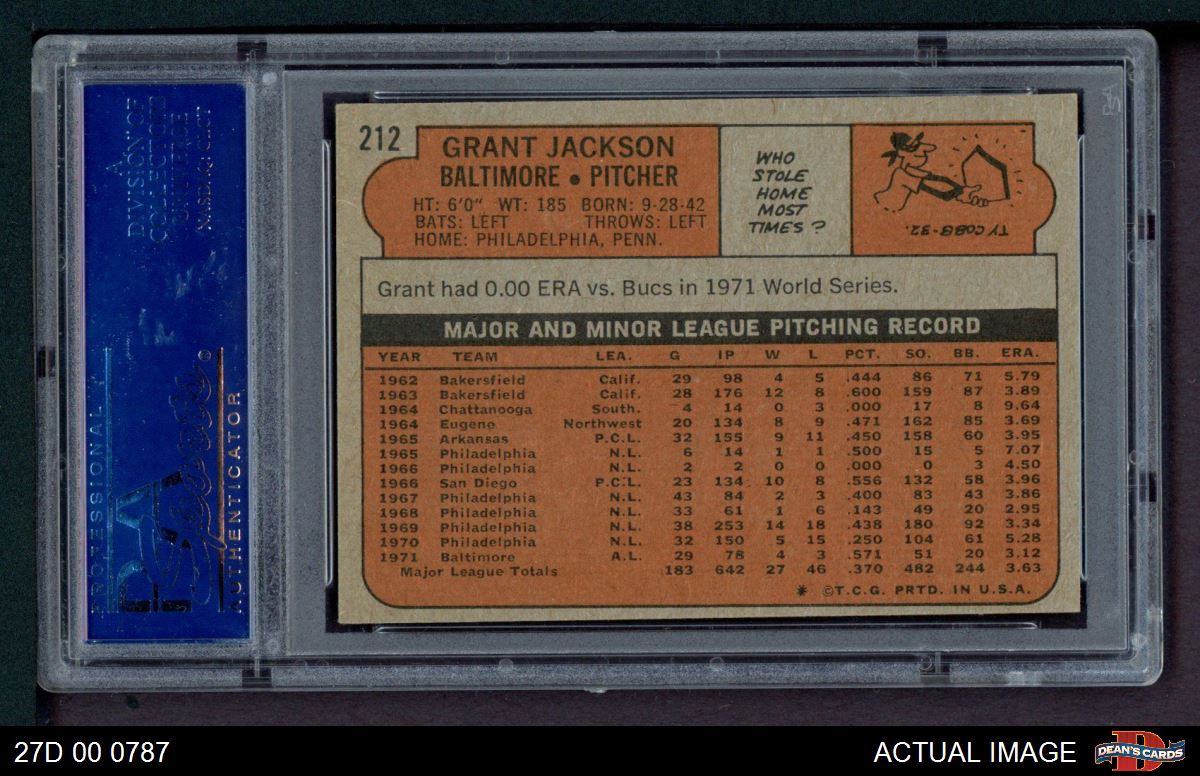 DIVISION OF
COLLECTORS
UNIVERSE
NASDAQ: CLCT
PROFESSIONAL
PSA
Sports
®
AUTHENTICATOR
212
GRANT JACKSON
BALTIMORE • PITCHER
HT: 6'0" WT: 185 BORN: 9-28-42
BATS: LEFT THROWS: LEFT
HOME: PHILADELPHIA, PENN.
WHO
STOLE
HOME
MOST
TIMES?
TY COBB-32.
Grant had 0.00 ERA vs. Bucs in 1971 World Series.
MAJOR AND MINOR LEAGUE PITCHING RECORD
YEAR TEAM LEA. G IP W L PCT. SO. BB. ERA.
1962 Bakersfield Calif. 29 98 4 5 .444 86 71 5.79
1963 Bakersfield Calif. 28 176 12 8 .600 159 87 3.89
1964 Chattanooga South. 4 14 0 3 .000 17 8 9.64
1964 Eugene Northwest 20 134 8 9 .471 162 85 3.69
1965 Arkansas P.C.L. 32 155 9 11 .450 158 60 3.95
1965 Philadelphia N.L. 6 14 1 1 .500 15 5 7.07
1966 Philadelphia N.L. 2 2 0 0 .000 0 3 4.50
1966 San Diego P.C.L. 23 134 10 8 .556 132 58 3.96
1967 Philadelphia N.L. 43 84 2 3 .400 83 43 3.86
1968 Philadelphia N.L. 33 61 1 6 .143 49 20 2.95
1969 Philadelphia N.L. 38 253 14 18 .438 180 92 3.34
1970 Philadelphia N.L. 32 150 5 15 .250 104 61 5.28
1971 Baltimore A.L. 29 78 4 3 .571 51 20 3.12
Major League Totals 183 642 27 46 .370 482 244 3.63
* ©T.C.G. PRTD. IN U.S.A.
27D 00 0787
ACTUAL IMAGE
DEAN'S CARDS